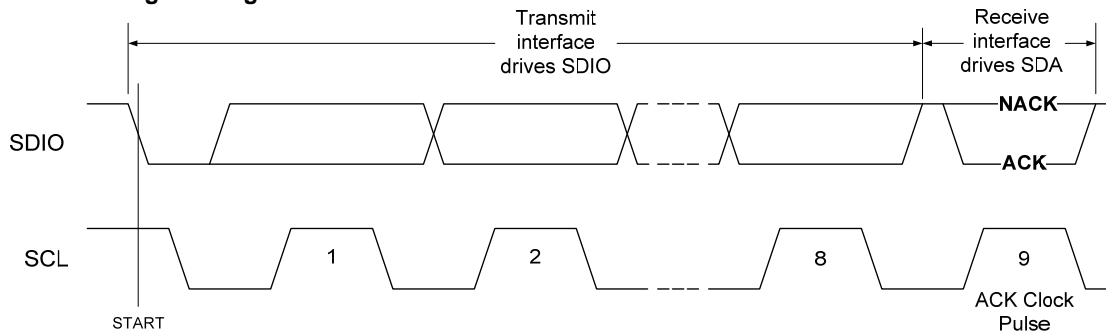 Transmit
interface
drives SDIO
Receive
interface
drives SDA
SDIO
NACK
ACK
SCL
1
2
8
9
START
ACK Clock
Pulse